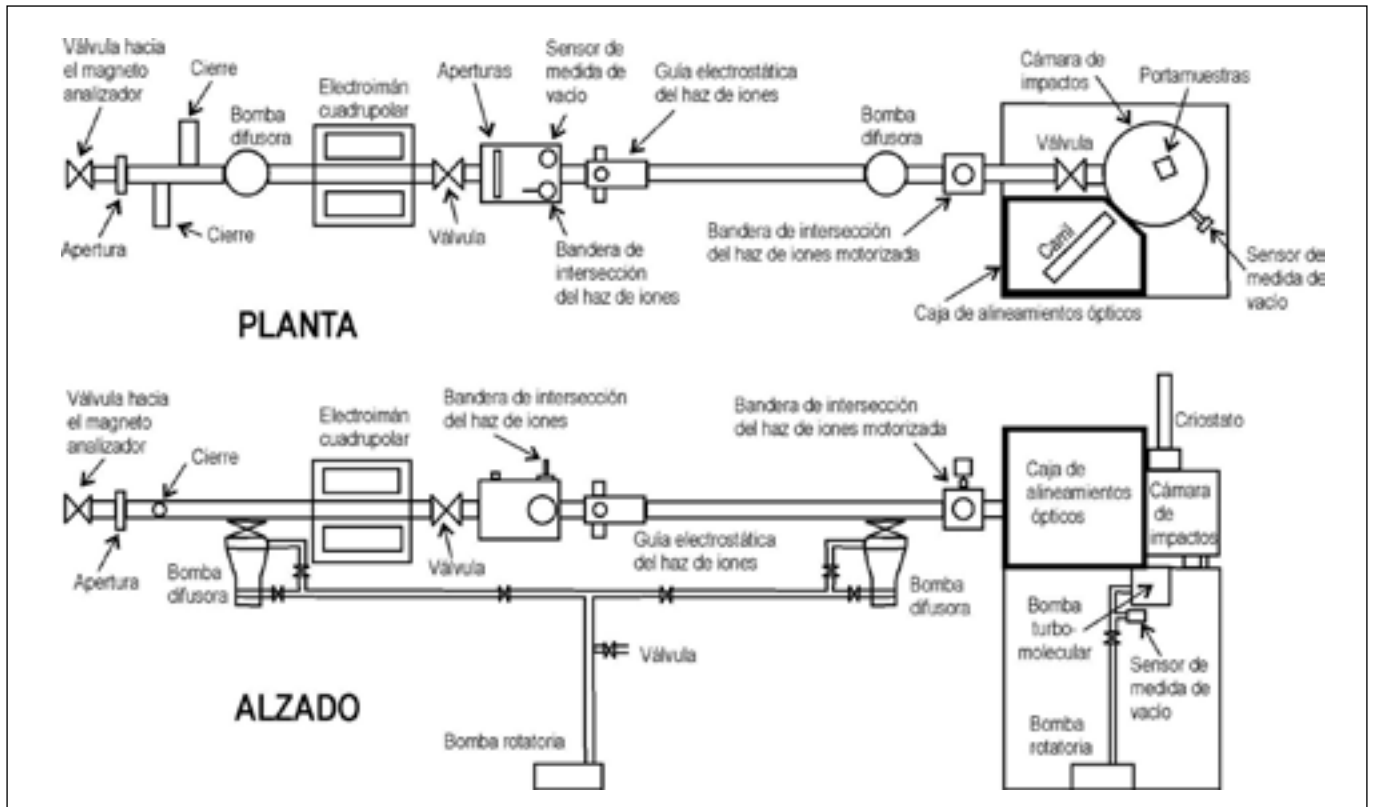 Válvula hacia
el magneto
analizador
Cierre
Bomba
difusora
Electroimán
cuadrupolar
Aperturas
Sensor de
medida de
vacío
Guía electrostática
del haz de iones
Bomba
difusora
Cámara de
impactos
Portamuestras
Válvula
Apertura
Cierre
Válvula
Bandera de
intersección
del haz de iones
Bandera de intersección
del haz de iones motorizada
Carril
Sensor de
medida de
vacío
Caja de alineamientos ópticos
PLANTA
Válvula hacia
el magneto
analizador
Cierre
Electroimán
cuadrupolar
Bandera de intersección
del haz de iones
Bandera de intersección
del haz de iones motorizada
Criostato
Caja de
alineamientos
ópticos
Cámara
de
impactos
Apertura
Bomba
difusora
Válvula
Guía electrostática
del haz de iones
Bomba
difusora
Bomba
turbo-
molecular
Válvula
Sensor de
medida de
vacío
ALZADO
Bomba rotatoria
Bomba
rotatoria